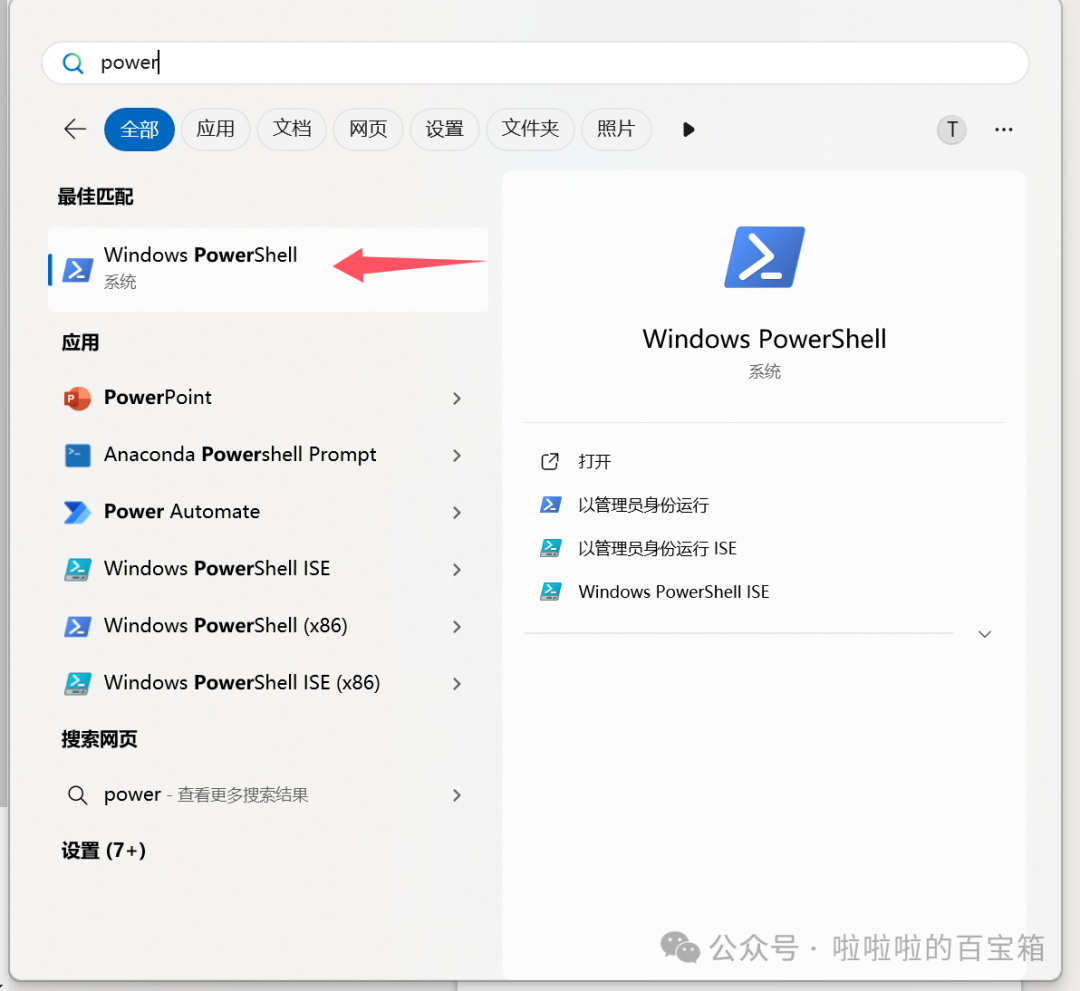 power
全部 应用 文档 网页 设置 文件夹 照片 T
最佳匹配
Windows PowerShell
系统
应用
PowerPoint
Anaconda Powershell Prompt
Power Automate
Windows PowerShell ISE
Windows PowerShell (x86)
Windows PowerShell ISE (x86)
搜索网页
power - 查看更多搜索结果
设置 (7+)
Windows PowerShell
系统
打开
以管理员身份运行
以管理员身份运行 ISE
Windows PowerShell ISE
公众号 · 啦啦啦的百宝箱